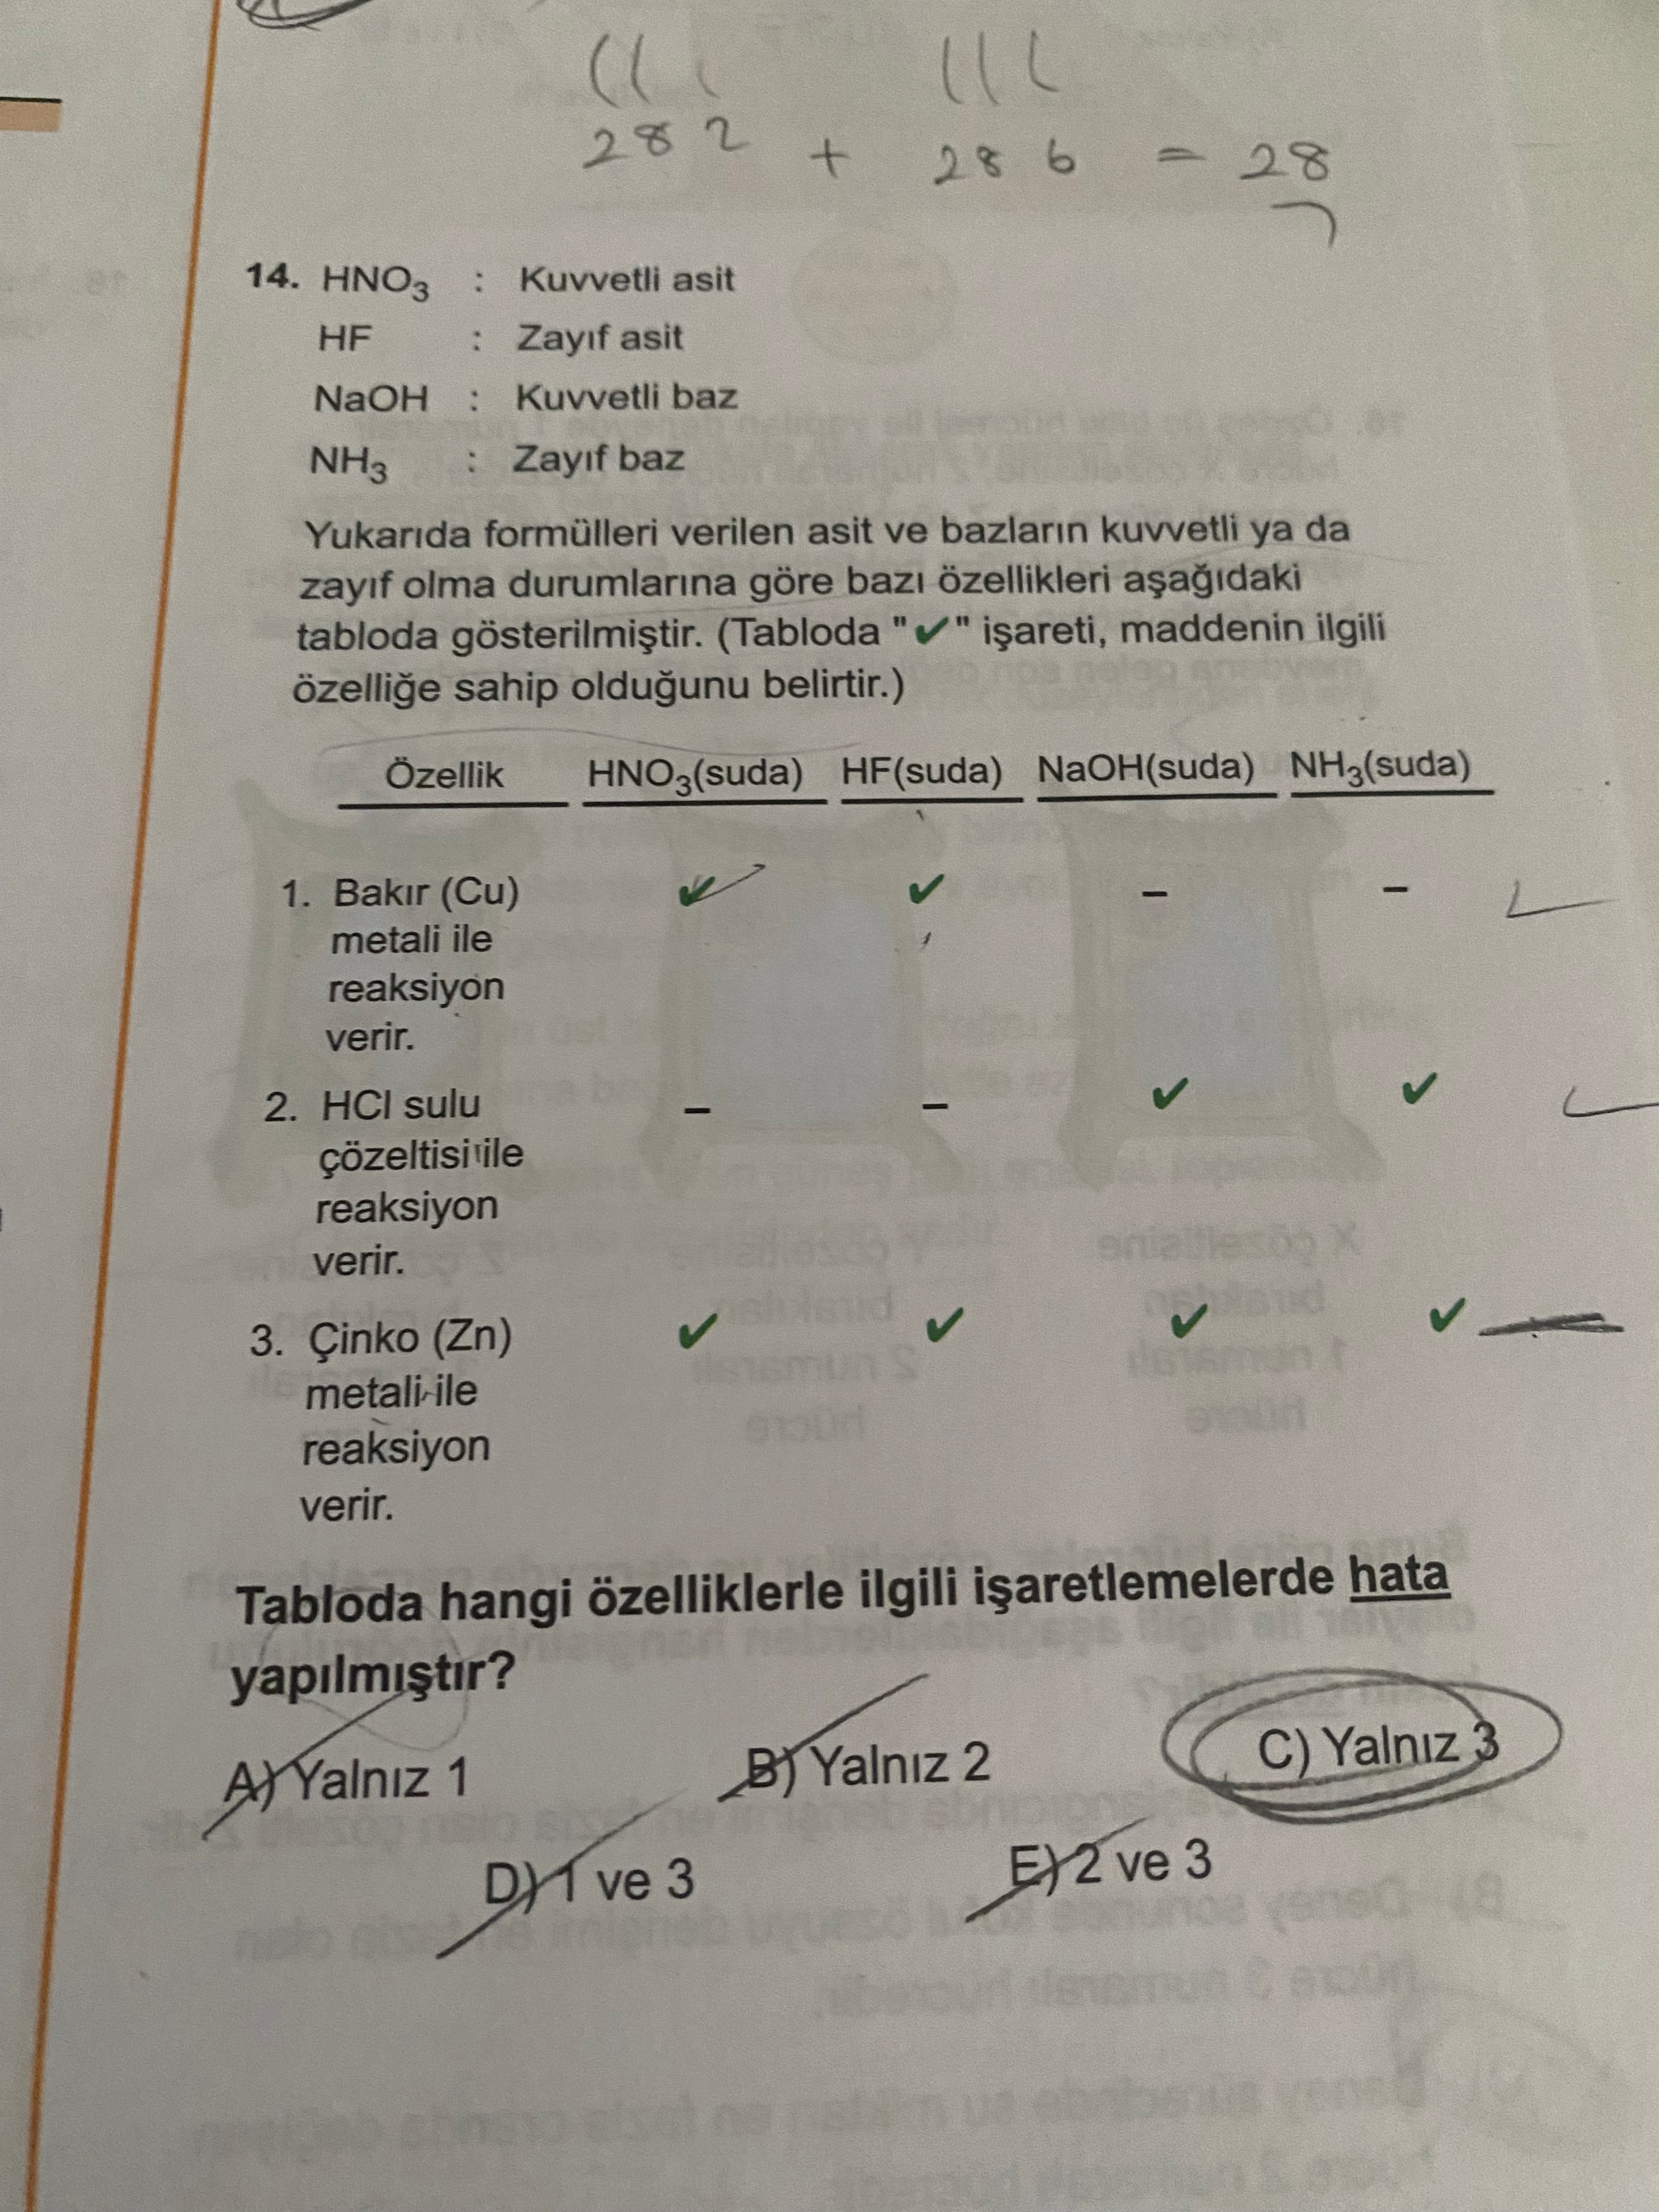 282 + 286 = 28
14. HNO₃ : Kuvvetli asit
HF : Zayıf asit
NaOH : Kuvvetli baz
NH₃ : Zayıf baz
Yukarıda formülleri verilen asit ve bazların kuvvetli ya da
zayıf olma durumlarına göre bazı özellikleri aşağıdaki
tabloda gösterilmiştir. (Tabloda "✔" işareti, maddenin ilgili
özelliğe sahip olduğunu belirtir.)
Özellik HNO₃(suda) HF(suda) NaOH(suda) NH₃(suda)
1. Bakır (Cu) ✔ ✔ – –
metali ile
reaksiyon
verir.
2. HCl sulu – – ✔ ✔
çözeltisi ile
reaksiyon
verir.
3. Çinko (Zn) ✔ ✔ ✔ ✔
metali ile
reaksiyon
verir.
Tabloda hangi özelliklerle ilgili işaretlemelerde hata
yapılmıştır?
A) Yalnız 1 B) Yalnız 2 C) Yalnız 3
D) 1 ve 3 E) 2 ve 3